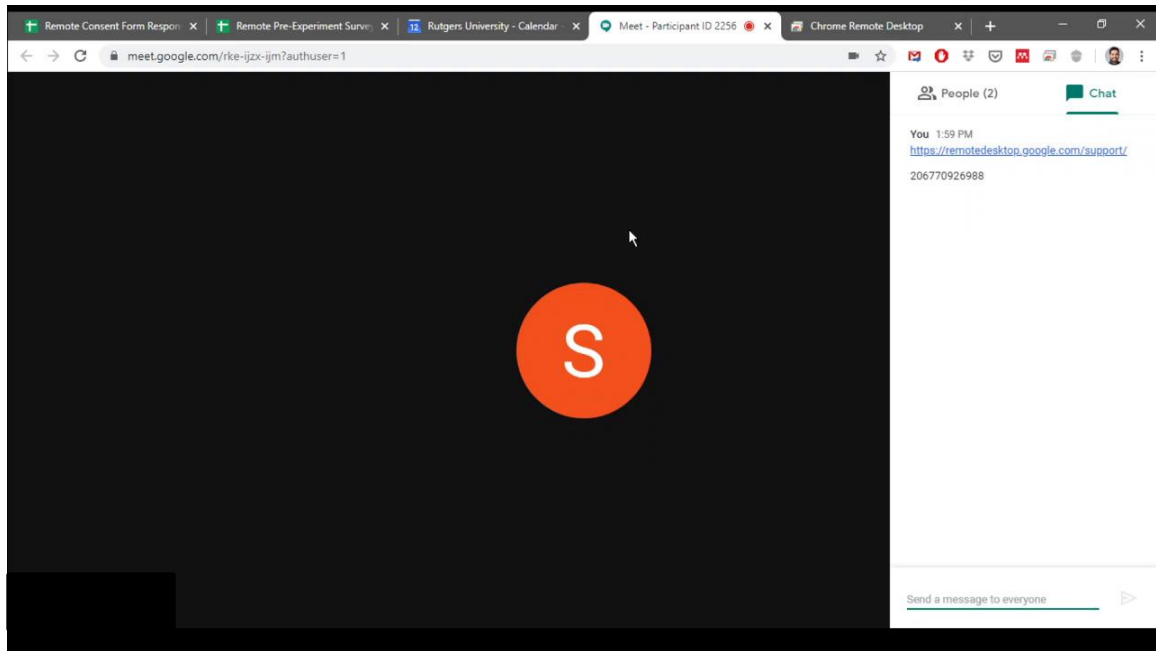 Remote Consent Form Respon
Remote Pre-Experiment Surve
12 Rutgers University - Calendar -
Meet - Participant ID 2256
Chrome Remote Desktop
meet.google.com/rke-ijzx-ijm?authuser=1
People (2)
Chat
You 1:59 PM
https://remotedesktop.google.com/support/
206770926988
S
Send a message to everyone